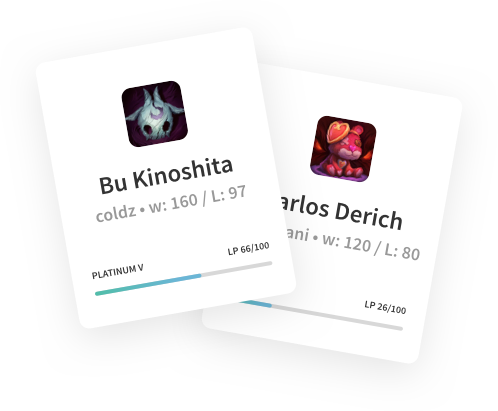 Bu Kinoshita
coldz • w: 160 / L: 97
PLATINUM V
LP 66/100
arlos Derich
ani • w: 120 / L: 80
LP 26/100